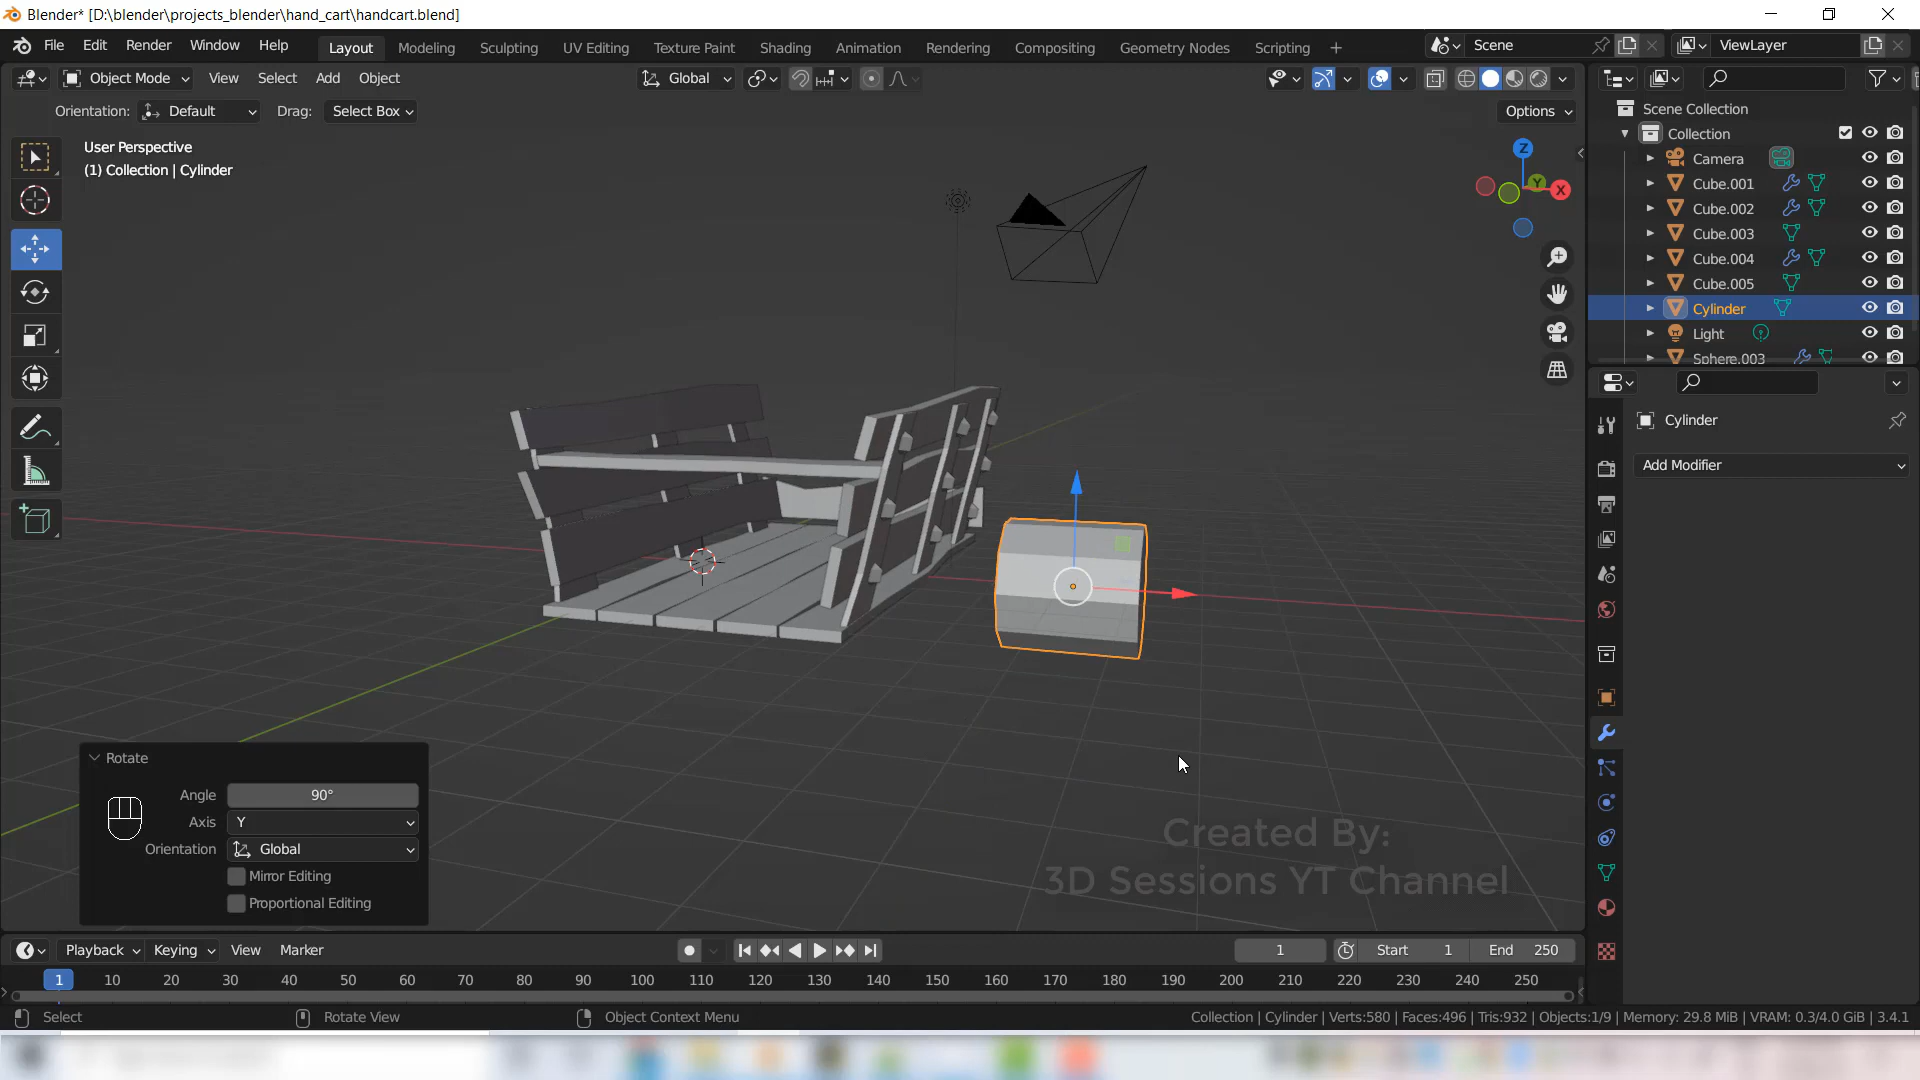 Blender* [D:\blender\projects_blender\hand_cart\handcart.blend]
File Edit Render Window Help Layout Modeling Sculpting UV Editing Texture Paint Shading Animation Rendering Compositing Geometry Nodes Scripting + Scene ViewLayer
Object Mode View Select Add Object Global
Orientation: Default Drag: Select Box Options
User Perspective
(1) Collection | Cylinder
Z
Y
X
Scene Collection
Collection
Camera
Cube.001
Cube.002
Cube.003
Cube.004
Cube.005
Cylinder
Light
Sphere.003
Cylinder
Add Modifier
Rotate
Angle 90°
Axis Y
Orientation Global
Mirror Editing
Proportional Editing
Created By:
3D Sessions YT Channel
Playback Keying View Marker 1 Start 1 End 250
1 10 20 30 40 50 60 70 80 90 100 110 120 130 140 150 160 170 180 190 200 210 220 230 240 250
Select Rotate View Object Context Menu Collection | Cylinder | Verts:580 | Faces:496 | Tris:932 | Objects:1/9 | Memory: 29.8 MiB | VRAM: 0.3/4.0 GiB | 3.4.1